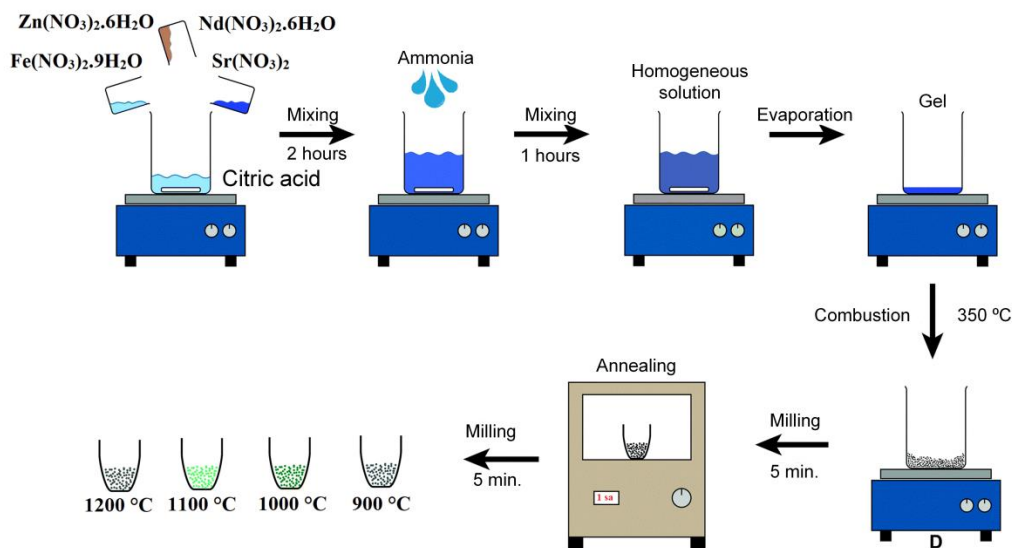 Zn(NO3)2.6H2O
Nd(NO3)2.6H2O
Fe(NO3)2.9H2O
Sr(NO3)2
Citric acid
Mixing
2 hours
Ammonia
Mixing
1 hours
Homogeneous
solution
Evaporation
Gel
Combustion
350 ºC
D
Milling
5 min.
Annealing
1 sa
Milling
5 min.
1200 °C
1100 °C
1000 °C
900 °C